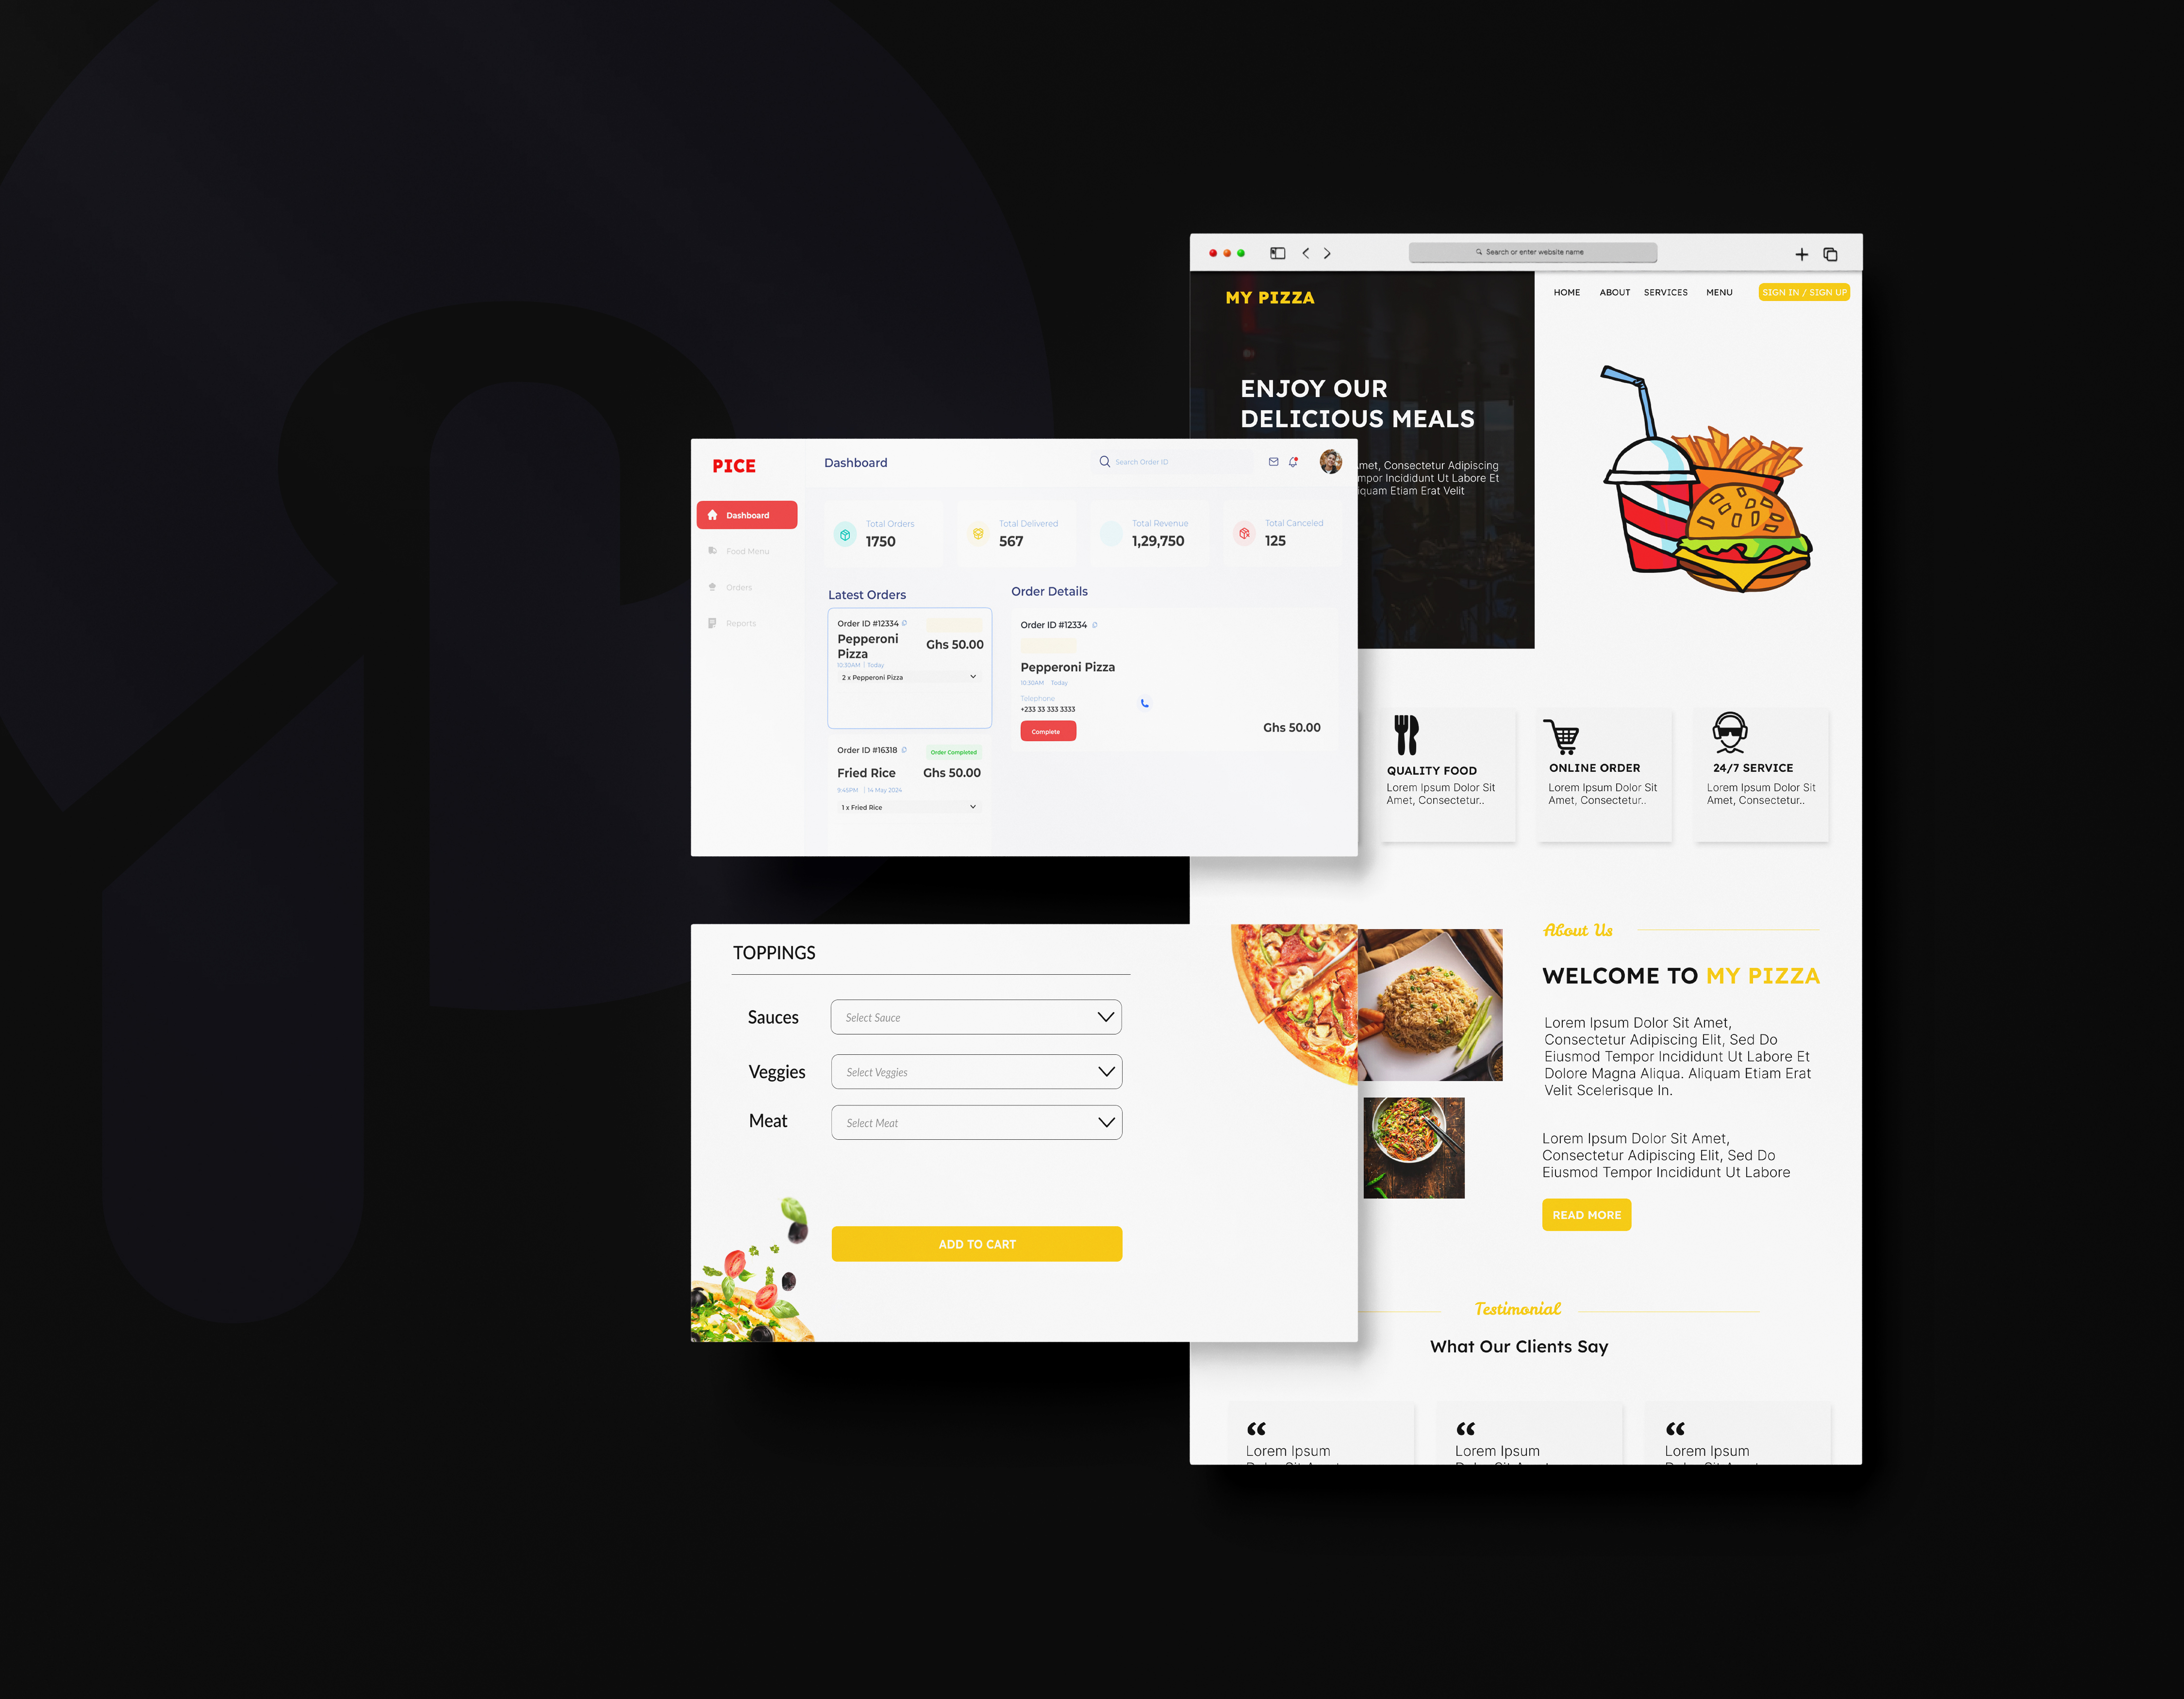 Search or enter website name
MY PIZZA
HOME ABOUT SERVICES MENU SIGN IN / SIGN UP
ENJOY OUR
DELICIOUS MEALS
Amet, Consectetur Adipiscing
Ut Labore Et
Etiam Erat Velit
PICE
Dashboard
Search Order ID
Dashboard
Food Menu
Orders
Reports
Total Orders
1750
Total Delivered
567
Total Revenue
1,29,750
Total Canceled
125
Latest Orders
Order ID #12334
Pepperoni
Pizza
Ghs 50.00
10:30AM | Today
2 x Pepperoni Pizza
Order ID #16318
Order Completed
Fried Rice
Ghs 50.00
9:45PM | 14 May 2024
1 x Fried Rice
Order Details
Order ID #12334
Pepperoni Pizza
10:30AM Today
Telephone
+233 33 333 3333
Complete
Ghs 50.00
QUALITY FOOD
Lorem Ipsum Dolor Sit
Amet, Consectetur..
ONLINE ORDER
Lorem Ipsum Dolor Sit
Amet, Consectetur..
24/7 SERVICE
Lorem Ipsum Dolor Sit
Amet, Consectetur..
TOPPINGS
Sauces
Select Sauce
Veggies
Select Veggies
Meat
Select Meat
ADD TO CART
About Us
WELCOME TO MY PIZZA
Lorem Ipsum Dolor Sit Amet,
Consectetur Adipiscing Elit, Sed Do
Eiusmod Tempor Incididunt Ut Labore Et
Dolore Magna Aliqua. Aliquam Etiam Erat
Velit Scelerisque In.
Lorem Ipsum Dolor Sit Amet,
Consectetur Adipiscing Elit, Sed Do
Eiusmod Tempor Incididunt Ut Labore
READ MORE
Testimonial
What Our Clients Say
“
Lorem Ipsum
“
Lorem Ipsum
“
Lorem Ipsum